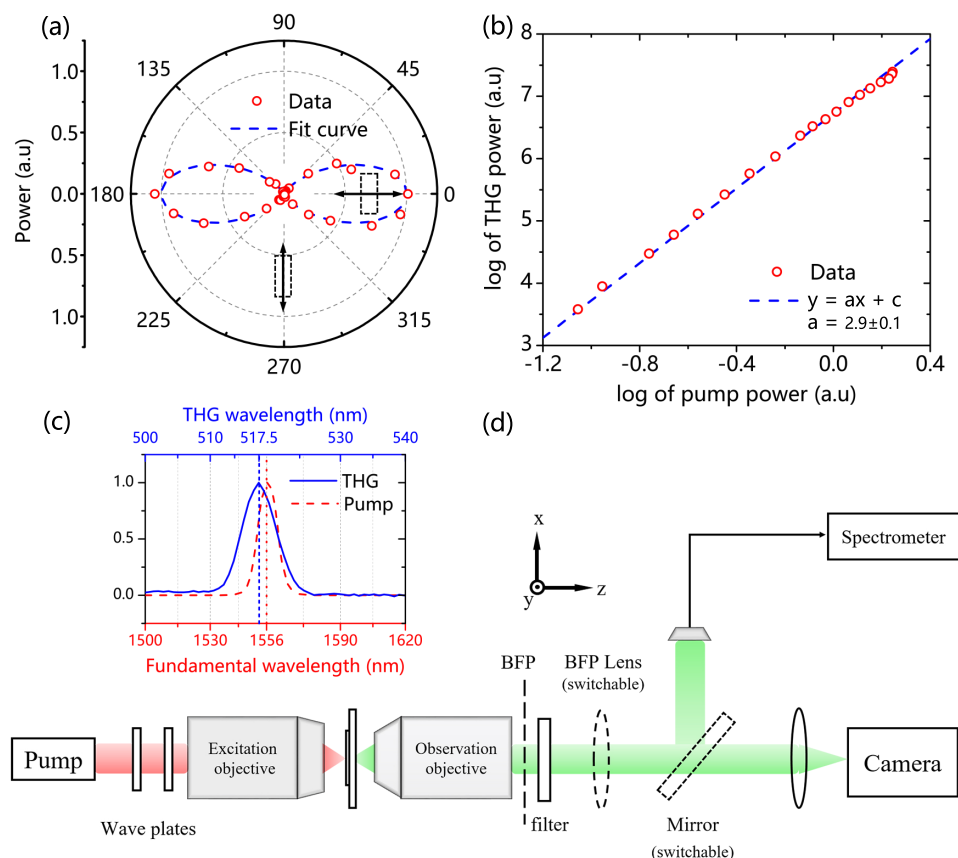 (a)
90
135
45
180
0
225
315
270
Power (a.u)
1.0
0.5
0.0
0.5
1.0
Data
Fit curve
(b)
log of THG power (a.u)
8
7
6
5
4
3
-1.2
-0.8
-0.4
0.0
0.4
log of pump power (a.u)
Data
y = ax + c
a = 2.9±0.1
(c)
THG wavelength (nm)
500
510
517.5
530
540
1.0
0.5
0.0
THG
Pump
1500
1530
1556
1590
1620
Fundamental wavelength (nm)
(d)
x
y
z
Spectrometer
BFP
BFP Lens
(switchable)
Pump
Excitation
objective
Observation
objective
Camera
Wave plates
filter
Mirror
(switchable)